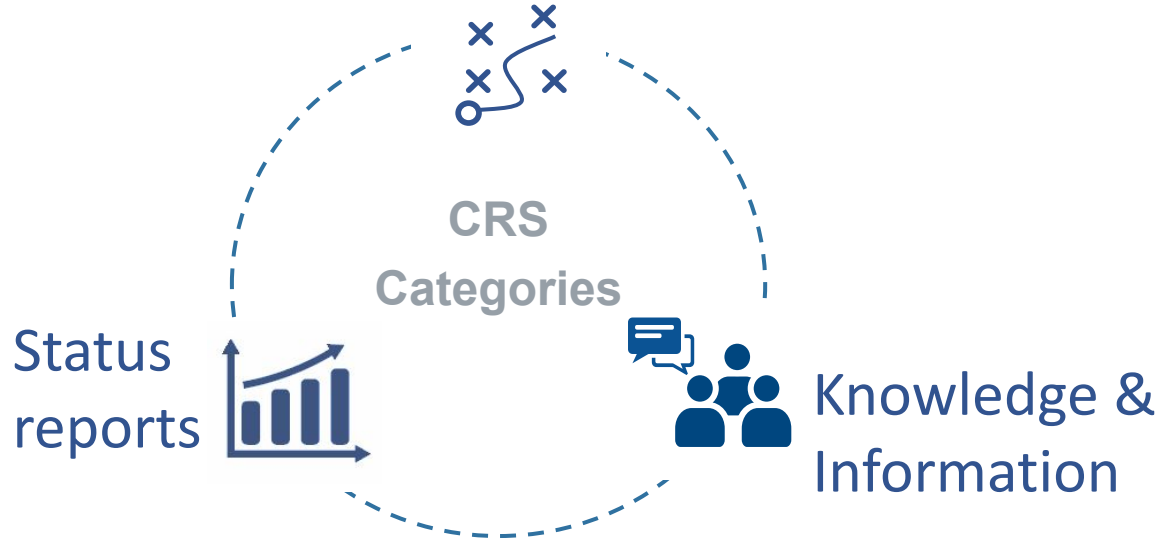 CRS
Categories
Status
reports
Knowledge &
Information